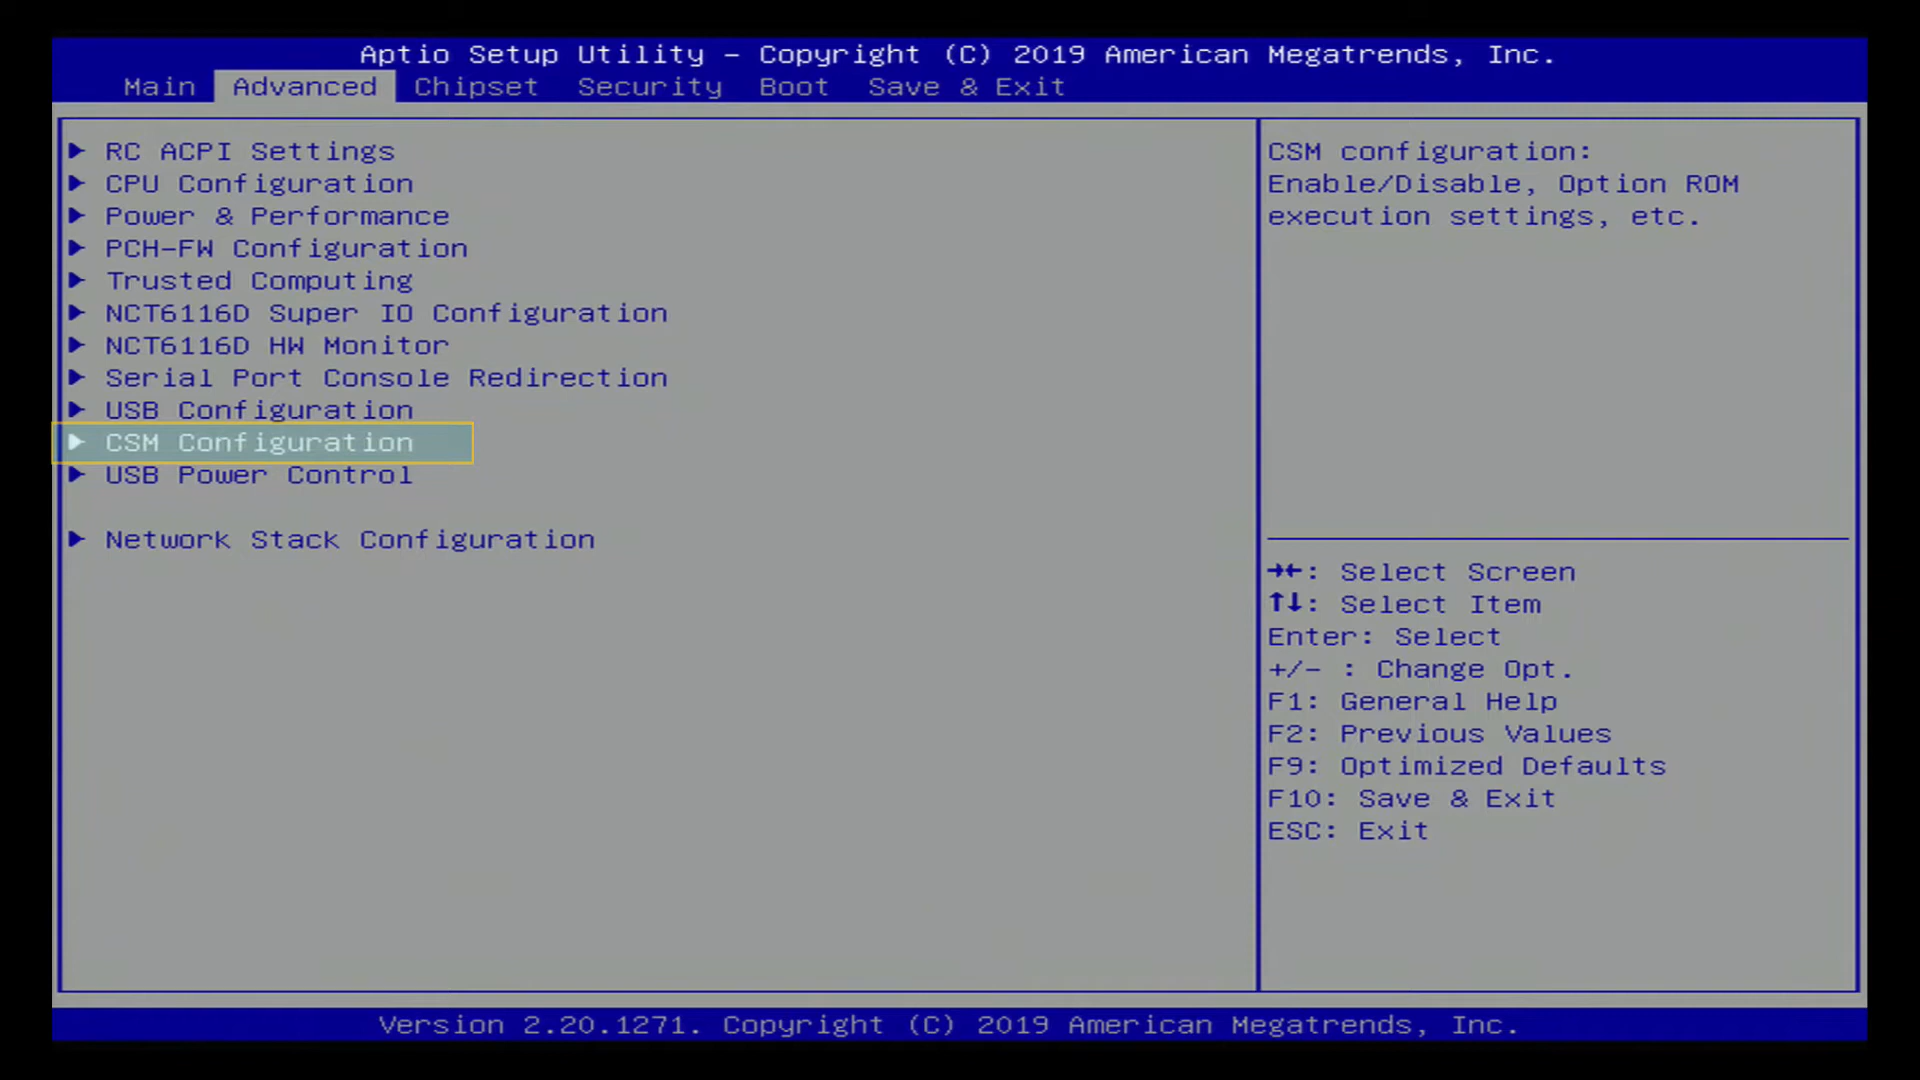 Aptio Setup Utility – Copyright (C) 2019 American Megatrends, Inc.
Main Advanced Chipset Security Boot Save & Exit
RC ACPI Settings
CPU Configuration
Power & Performance
PCH-FW Configuration
Trusted Computing
NCT6116D Super IO Configuration
NCT6116D HW Monitor
Serial Port Console Redirection
USB Configuration
CSM Configuration
USB Power Control
Network Stack Configuration
CSM configuration:
Enable/Disable, Option ROM
execution settings, etc.
→←: Select Screen
↑↓: Select Item
Enter: Select
+/- : Change Opt.
F1: General Help
F2: Previous Values
F9: Optimized Defaults
F10: Save & Exit
ESC: Exit
Version 2.20.1271. Copyright (C) 2019 American Megatrends, Inc.